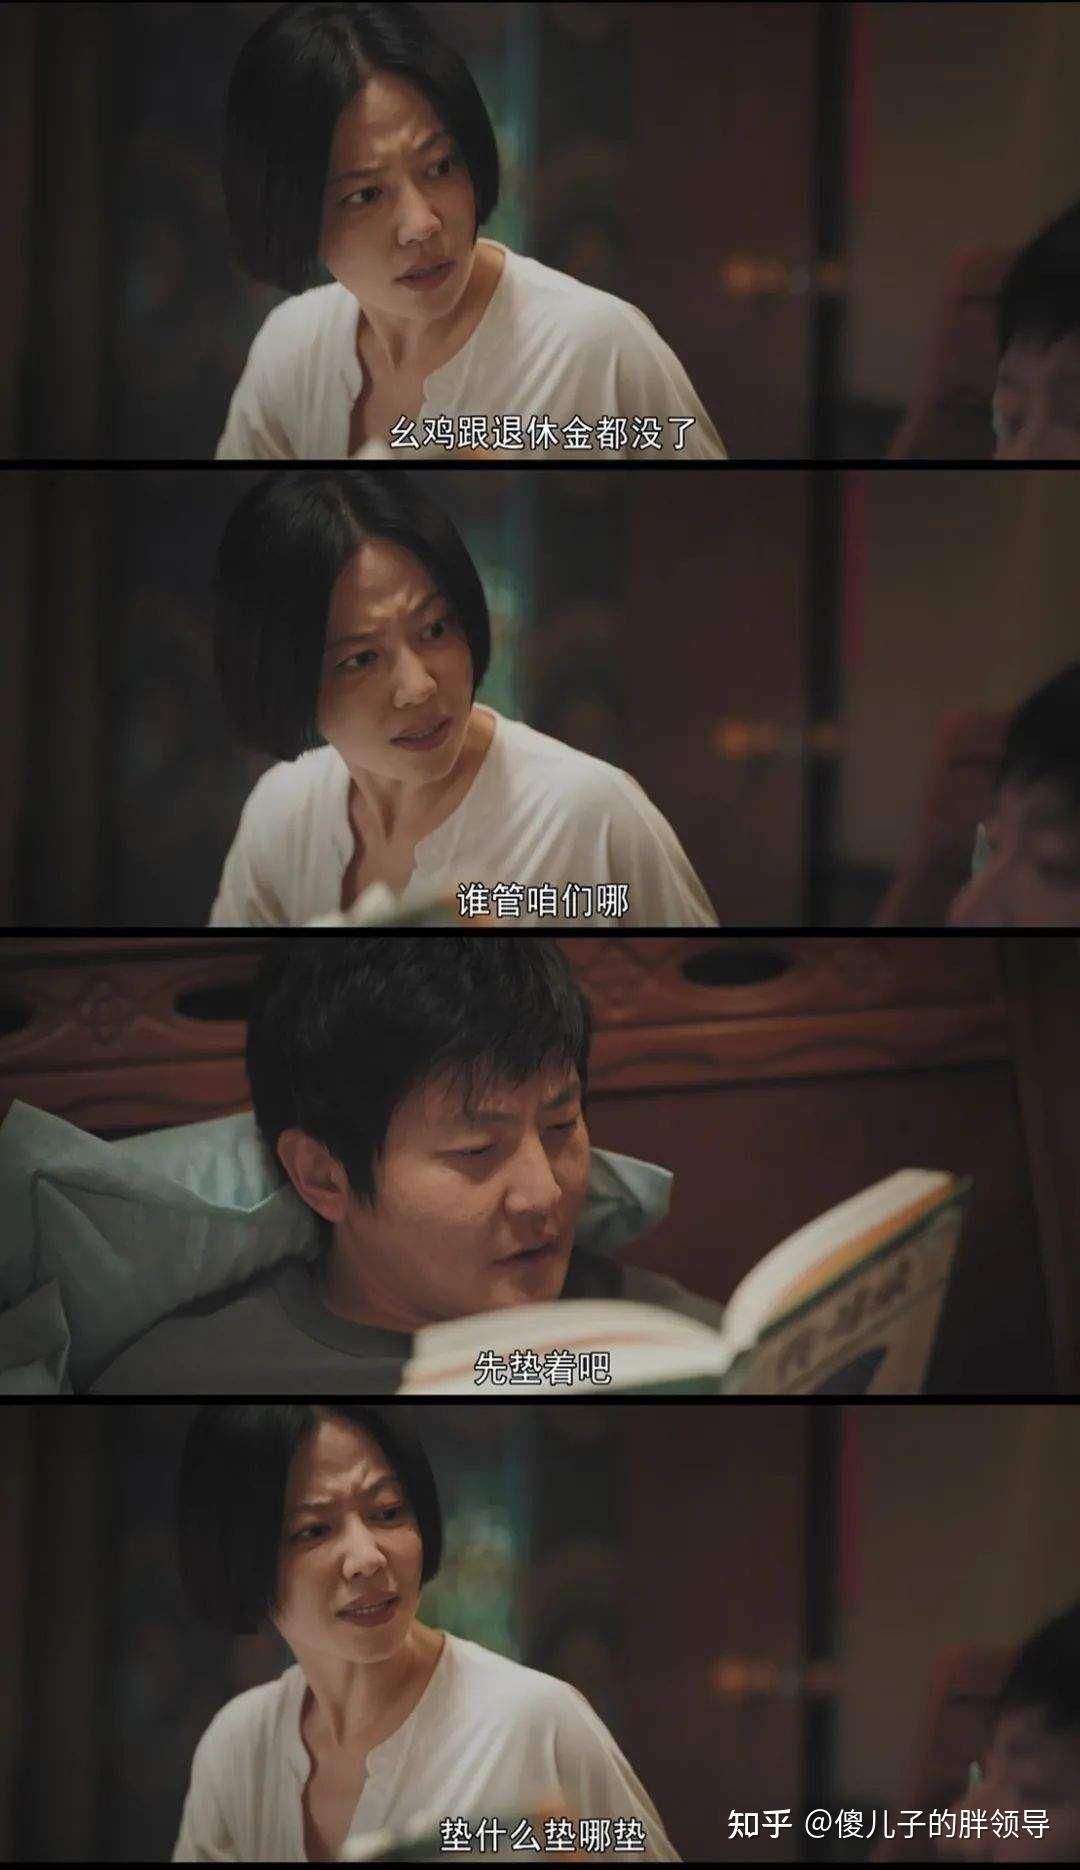 幺鸡跟退休金都没了
谁管咱们哪
先垫着吧
垫什么垫哪垫
知乎 @傻儿子的胖领导